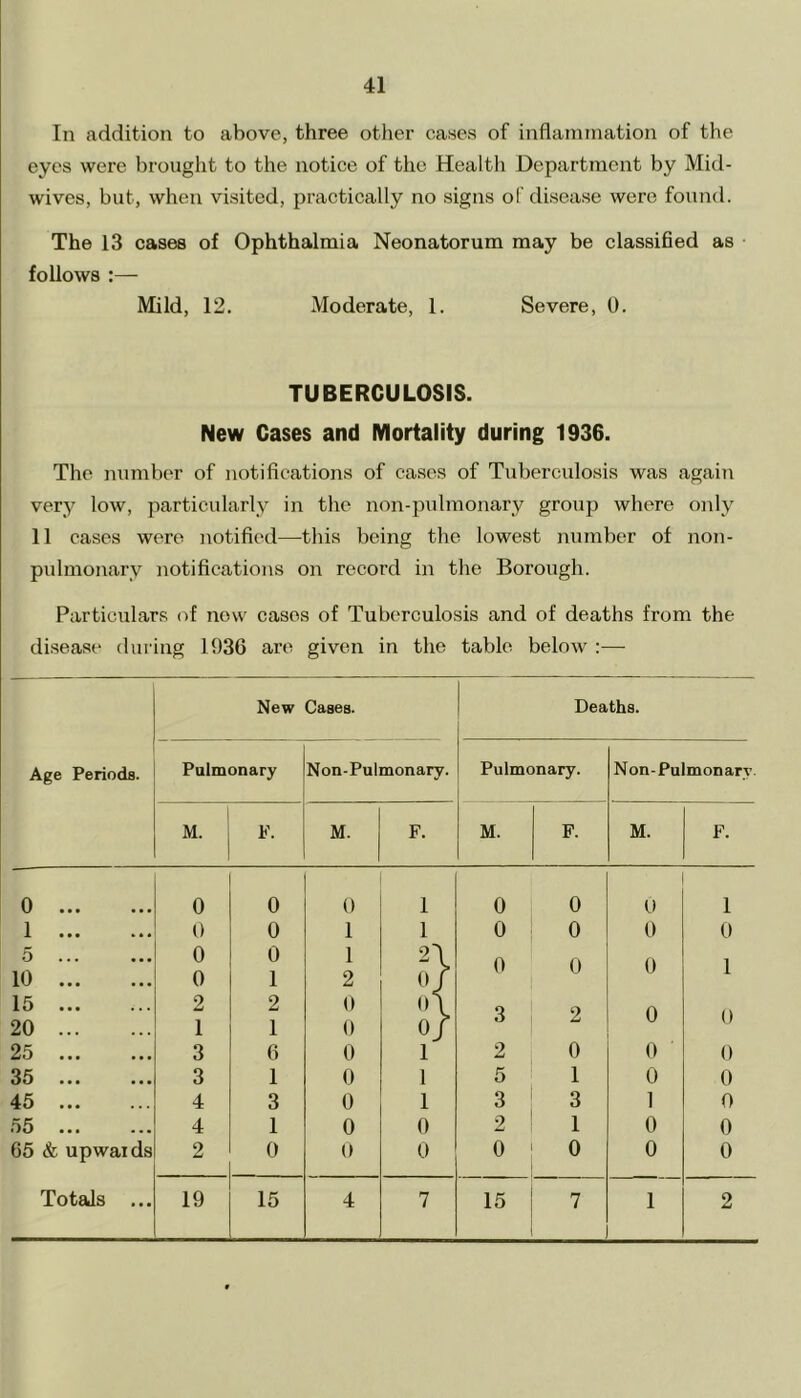 41
In addition to above, three other cases of inflammation of the
eyes were brought to the notice of the Health Department by Mid-
wives, but, when visited, practically no signs of disease were found.
The 13 cases of Ophthalmia Neonatorum may be classified as
follows :—
Mild, 12. Moderate, 1. Severe, 0.
TUBERCULOSIS.
New Cases and Mortality during 1936.
The number of notifications of cases of Tuberculosis was again
very low, particularly in the non-pulmonary group where only
11 cases were notified—this being the lowest number of non-
pulmonary notifications on record in the Borough.
Particulars of new cases of Tuberculosis and of deaths from the
disease during 1936 are given in the table below :—
New Cases. Deaths.
Age Periods. Pulmonary Non-Pulmonary. Pulmonary. Non-Pulmonary.
M. F. M. F. M. F. M. F.
0 ... ... 0 0 0 1 0 0 0 1
1 ... ... 0 0 1 1 0 0 0 0
5 ... ... 0 0 1 2} 0 0 0 1
10 ... ... 0 1 2 0}
15 ... ... 2 2 0 0} 3 2 0 0
20 ... ... 1 1 0 0}
25 ... ... 3 6 0 1 2 0 0 0
35 ... ... 3 1 0 1 5 1 0 0
45 ... ... 4 3 0 1 3 3 1 0
55 ... ... 4 1 0 0 2 1 0 0
65 & upwards 2 0 0 0 0 0 0 0
Totals ... 19 15 4 7 15 7 1 2